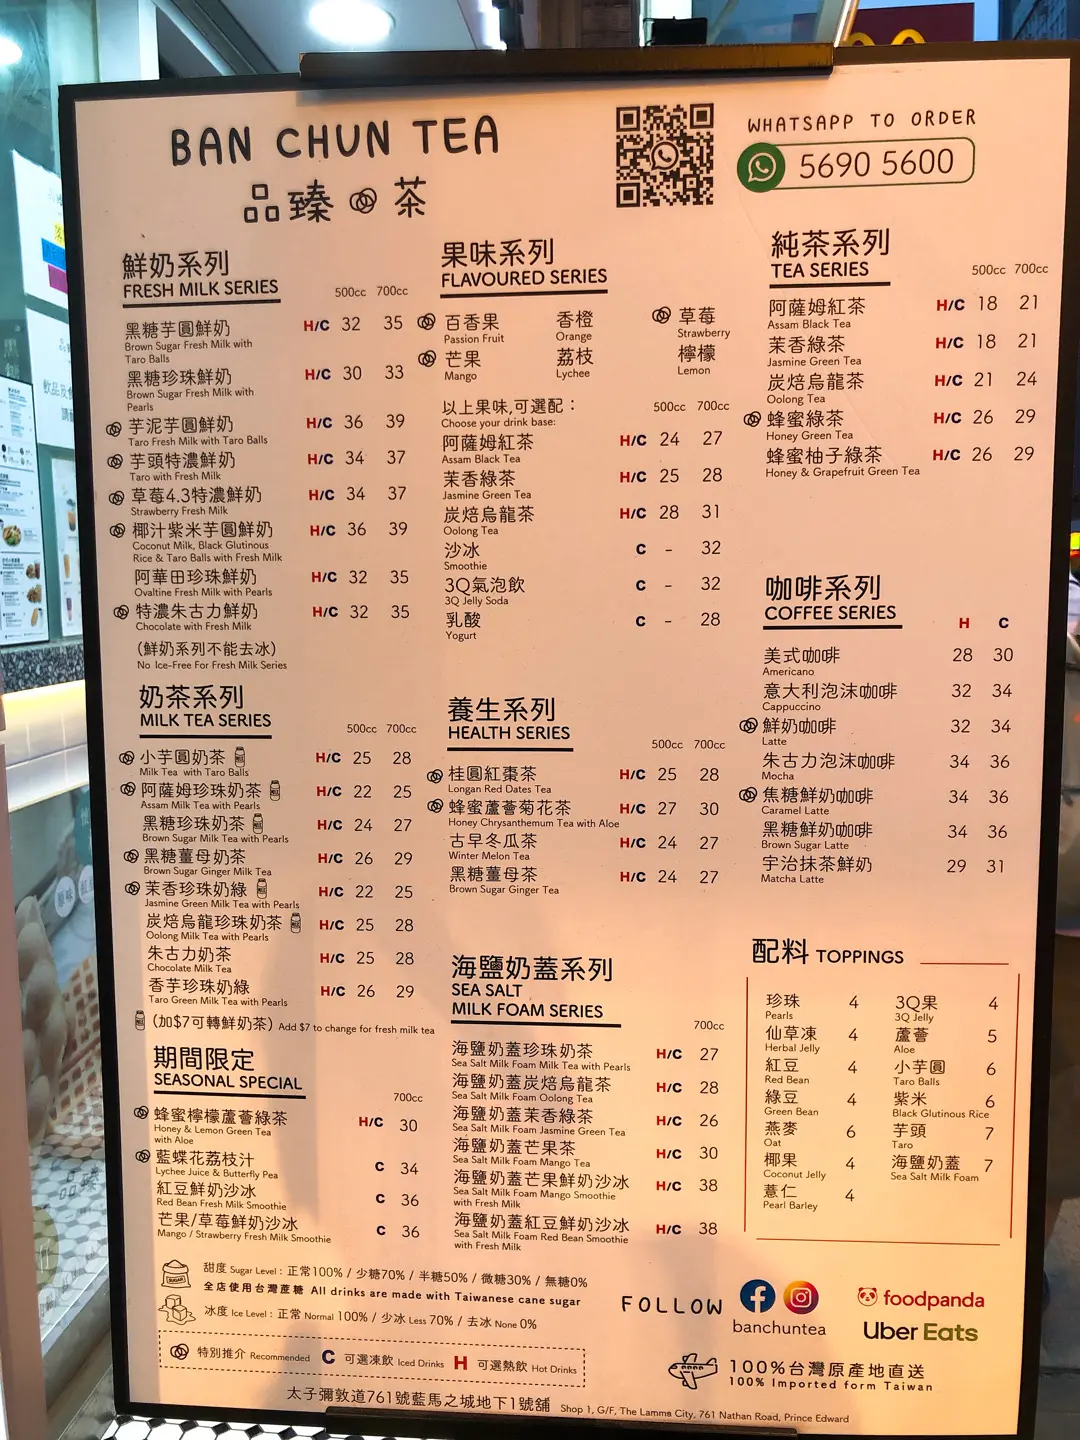 BAN CHUN TEA
品臻茶
WHATSAPP TO ORDER
5690 5600
鮮奶系列
FRESH MILK SERIES
500cc 700cc
黑糖芋圓鮮奶 H/C 32 35
Brown Sugar Fresh Milk with
Taro Balls
黑糖珍珠鮮奶 H/C 30 33
Brown Sugar Fresh Milk with
Pearls
芋泥芋圓鮮奶 H/C 36 39
Taro Fresh Milk with Taro Balls
芋頭特濃鮮奶 H/C 34 37
Taro with Fresh Milk
草莓4.3特濃鮮奶 H/C 34 37
Strawberry Fresh Milk
椰汁紫米芋圓鮮奶 H/C 36 39
Coconut Milk, Black Glutinous
Rice & Taro Balls with Fresh Milk
阿華田珍珠鮮奶 H/C 32 35
Ovaltine Fresh Milk with Pearls
特濃朱古力鮮奶 H/C 32 35
Chocolate with Fresh Milk
(鮮奶系列不能去冰)
No Ice-Free For Fresh Milk Series
奶茶系列
MILK TEA SERIES
500cc 700cc
小芋圓奶茶 H/C 25 28
Milk Tea with Taro Balls
阿薩姆珍珠奶茶 H/C 22 25
Assam Milk Tea with Pearls
黑糖珍珠奶茶 H/C 24 27
Brown Sugar Milk Tea with Pearls
黑糖薑母奶茶 H/C 26 29
Brown Sugar Ginger Milk Tea
茉香珍珠奶綠 H/C 22 25
Jasmine Green Milk Tea with Pearls
炭焙烏龍珍珠奶茶 H/C 25 28
Oolong Milk Tea with Pearls
朱古力奶茶 H/C 25 28
Chocolate Milk Tea
香芋珍珠奶綠 H/C 26 29
Taro Green Milk Tea with Pearls
(加$7可轉鮮奶茶) Add $7 to change for fresh milk tea
期間限定
SEASONAL SPECIAL
700cc
蜂蜜檸檬蘆薈綠茶 H/C 30
Honey & Lemon Green Tea
with Aloe
藍蝶花荔枝汁 C 34
Lychee Juice & Butterfly Pea
紅豆鮮奶沙冰 C 36
Red Bean Fresh Milk Smoothie
芒果/草莓鮮奶沙冰 C 36
Mango / Strawberry Fresh Milk Smoothie
果味系列
FLAVOURED SERIES
百香果 香橙 草莓
Passion Fruit Orange Strawberry
芒果 荔枝 檸檬
Mango Lychee Lemon
以上果味,可選配：
Choose your drink base:
500cc 700cc
阿薩姆紅茶 H/C 24 27
Assam Black Tea
茉香綠茶 H/C 25 28
Jasmine Green Tea
炭焙烏龍茶 H/C 28 31
Oolong Tea
沙冰 C - 32
Smoothie
3Q氣泡飲 C - 32
3Q Jelly Soda
乳酸 C - 28
Yogurt
養生系列
HEALTH SERIES
500cc 700cc
桂圓紅棗茶 H/C 25 28
Longan Red Dates Tea
蜂蜜蘆薈菊花茶 H/C 27 30
Honey Chrysanthemum Tea with Aloe
古早冬瓜茶 H/C 24 27
Winter Melon Tea
黑糖薑母茶 H/C 24 27
Brown Sugar Ginger Tea
海鹽奶蓋系列
SEA SALT
MILK FOAM SERIES
700cc
海鹽奶蓋珍珠奶茶 H/C 27
Sea Salt Milk Foam Milk Tea with Pearls
海鹽奶蓋炭焙烏龍茶 H/C 28
Sea Salt Milk Foam Oolong Tea
海鹽奶蓋茉香綠茶 H/C 26
Sea Salt Milk Foam Jasmine Green Tea
海鹽奶蓋芒果茶 H/C 30
Sea Salt Milk Foam Mango Tea
海鹽奶蓋芒果鮮奶沙冰 H/C 38
Sea Salt Milk Foam Mango Smoothie
with Fresh Milk
海鹽奶蓋紅豆鮮奶沙冰 H/C 38
Sea Salt Milk Foam Red Bean Smoothie
with Fresh Milk
純茶系列
TEA SERIES
500cc 700cc
阿薩姆紅茶 H/C 18 21
Assam Black Tea
茉香綠茶 H/C 18 21
Jasmine Green Tea
炭焙烏龍茶 H/C 21 24
Oolong Tea
蜂蜜綠茶 H/C 26 29
Honey Green Tea
蜂蜜柚子綠茶 H/C 26 29
Honey & Grapefruit Green Tea
咖啡系列
COFFEE SERIES
H C
美式咖啡 28 30
Americano
意大利泡沫咖啡 32 34
Cappuccino
鮮奶咖啡 32 34
Latte
朱古力泡沫咖啡 34 36
Mocha
焦糖鮮奶咖啡 34 36
Caramel Latte
黑糖鮮奶咖啡 34 36
Brown Sugar Latte
宇治抹茶鮮奶 29 31
Matcha Latte
配料 TOPPINGS
珍珠 4 3Q果 4
Pearls 3Q Jelly
仙草凍 4 蘆薈 5
Herbal Jelly Aloe
紅豆 4 小芋圓 6
Red Bean Taro Balls
綠豆 4 紫米 6
Green Bean Black Glutinous Rice
燕麥 6 芋頭 7
Oat Taro
椰果 4 海鹽奶蓋 7
Coconut Jelly Sea Salt Milk Foam
薏仁 4
Pearl Barley
甜度 Sugar Level : 正常100% / 少糖70% / 半糖50% / 微糖30% / 無糖0%
SUGAR
全店使用台灣蔗糖 All drinks are made with Taiwanese cane sugar
冰度 Ice Level : 正常 Normal 100% / 少冰 Less 70% / 去冰 None 0%
特別推介 Recommended C 可選凍飲 Iced Drinks H 可選熱飲 Hot Drinks
FOLLOW
banchuntea
foodpanda
Uber Eats
100%台灣原產地直送
100% Imported form Taiwan
太子彌敦道761號藍馬之城地下1號舖 Shop 1, G/F, The Lamma City, 761 Nathan Road, Prince Edward